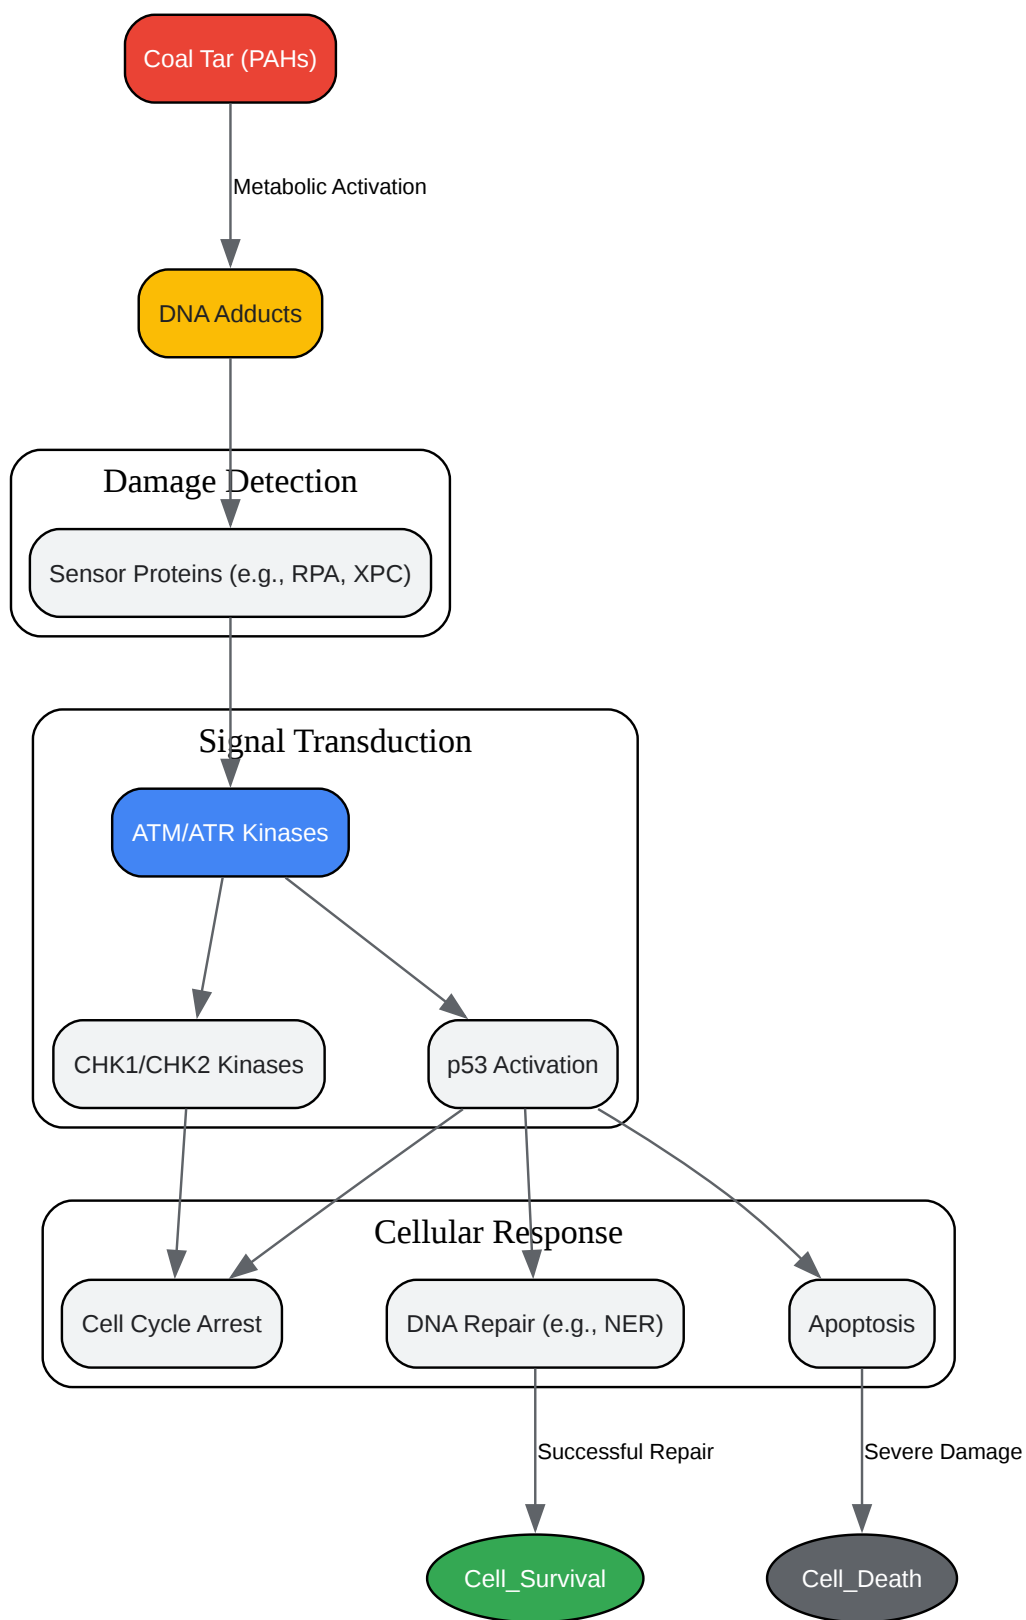 Coal Tar (PAHs)
Metabolic Activation
DNA Adducts
Damage Detection
Sensor Proteins (e.g., RPA, XPC)
Signal Transduction
ATM/ATR Kinases
CHK1/CHK2 Kinases
p53 Activation
Cellular Response
Cell Cycle Arrest
DNA Repair (e.g., NER)
Apoptosis
Successful Repair
Severe Damage
Cell_Survival
Cell_Death